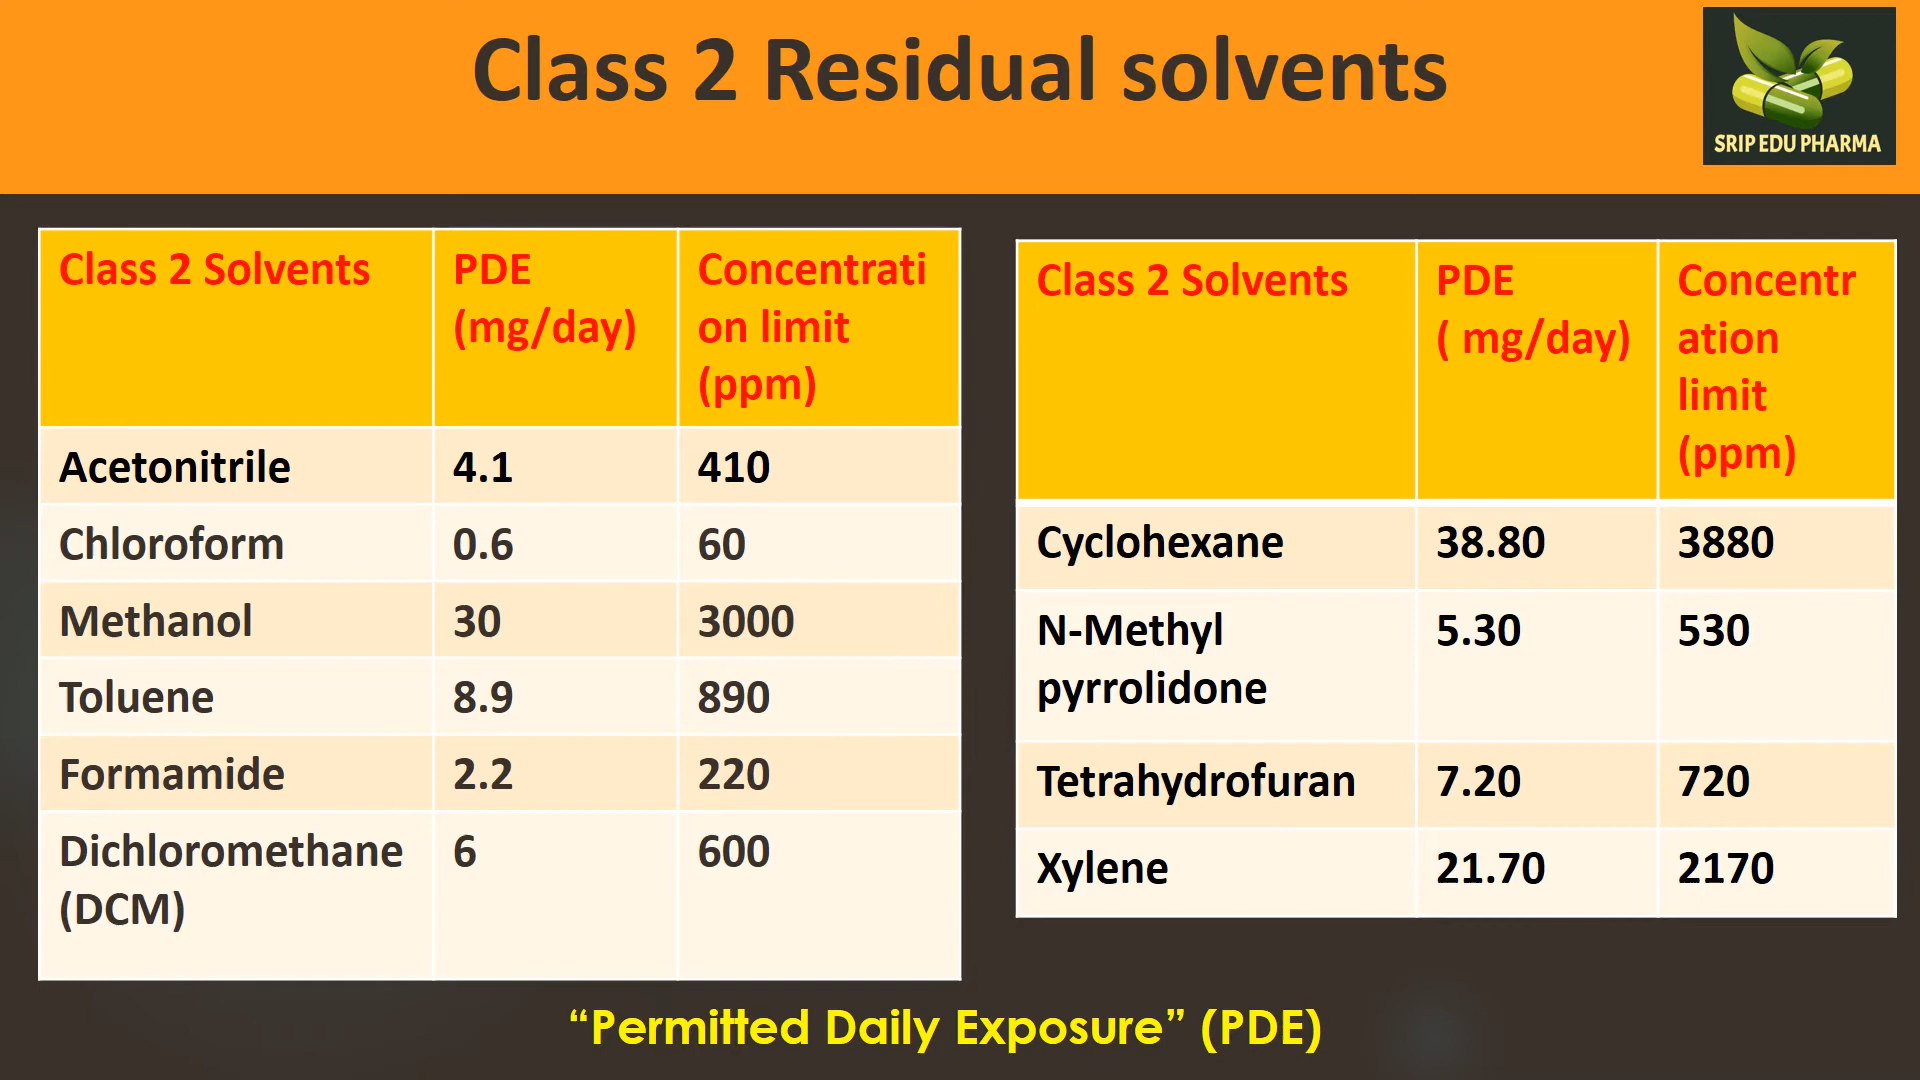 Class 2 Residual solvents
SRIP EDU PHARMA
Class 2 Solvents PDE Concentrati
(mg/day) on limit
(ppm)
Acetonitrile 4.1 410
Chloroform 0.6 60
Methanol 30 3000
Toluene 8.9 890
Formamide 2.2 220
Dichloromethane 6 600
(DCM)
Class 2 Solvents PDE Concentr
( mg/day) ation
limit
(ppm)
Cyclohexane 38.80 3880
N-Methyl 5.30 530
pyrrolidone
Tetrahydrofuran 7.20 720
Xylene 21.70 2170
“Permitted Daily Exposure” (PDE)